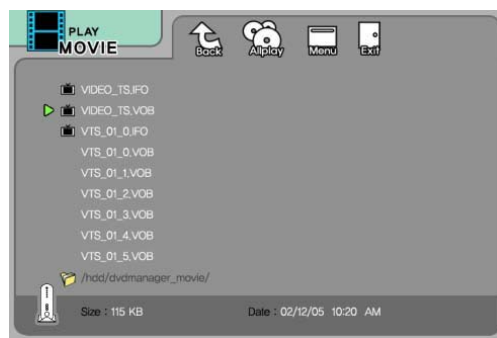 PLAY
MOVIE
Back
Allplay
Menu
Exit
VIDEO_TS.IFO
VIDEO_TS.VOB
VTS_01_0.IFO
VTS_01_0.VOB
VTS_01_1.VOB
VTS_01_2.VOB
VTS_01_3.VOB
VTS_01_4.VOB
VTS_01_5.VOB
/hdd/dvdmanager_movie/
Size : 115 KB Date : 02/12/05 10:20 AM